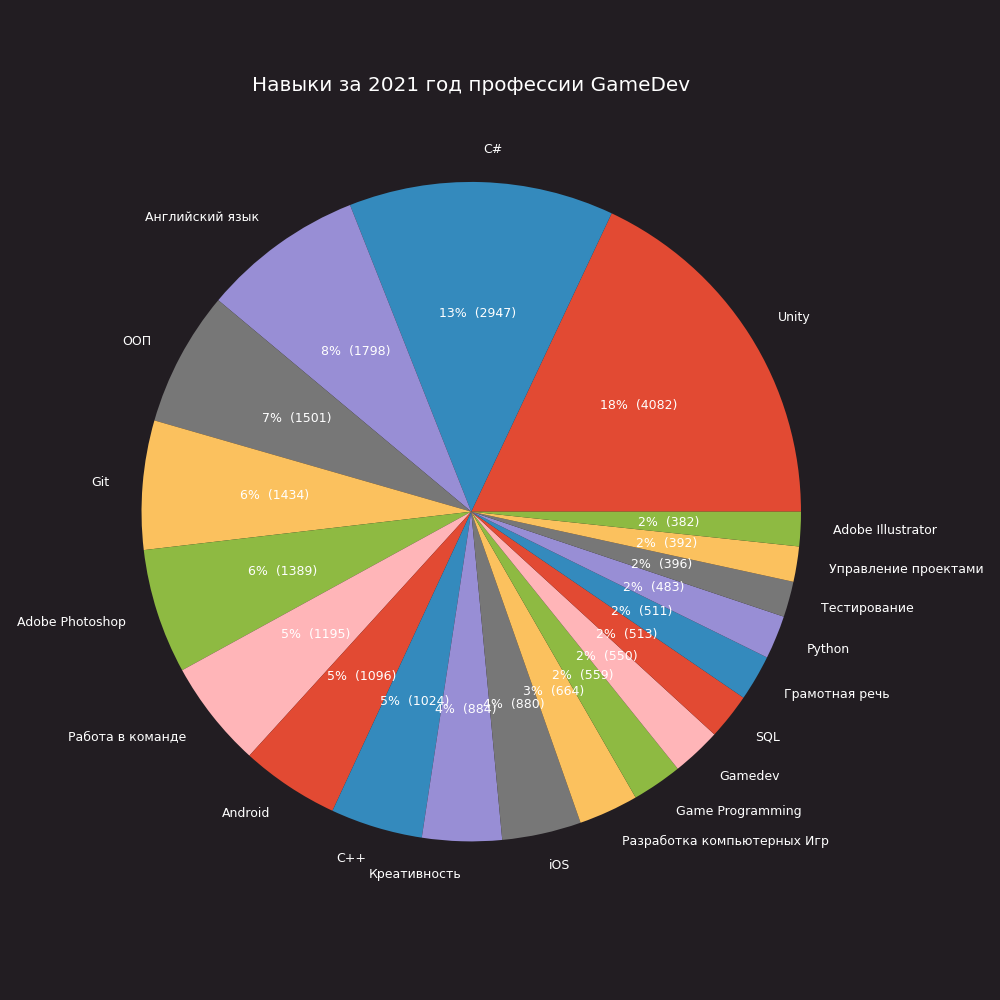 Навыки за 2021 год профессии GameDev
Unity
18%  (4082)
C#
13%  (2947)
Английский язык
8%  (1798)
ООП
7%  (1501)
Git
6%  (1434)
Adobe Photoshop
6%  (1389)
Работа в команде
5%  (1195)
Android
5%  (1096)
C++
5%  (1024)
Креативность
4%  (884)
iOS
4%  (880)
Разработка компьютерных Игр
3%  (664)
Game Programming
2%  (559)
Gamedev
2%  (550)
SQL
2%  (513)
Грамотная речь
2%  (511)
Python
2%  (483)
Тестирование
2%  (396)
Управление проектами
2%  (392)
Adobe Illustrator
2%  (382)